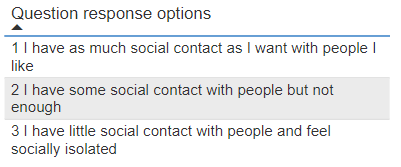 Question response options
1 I have as much social contact as I want with people I
like
2 I have some social contact with people but not
enough
3 I have little social contact with people and feel
socially isolated